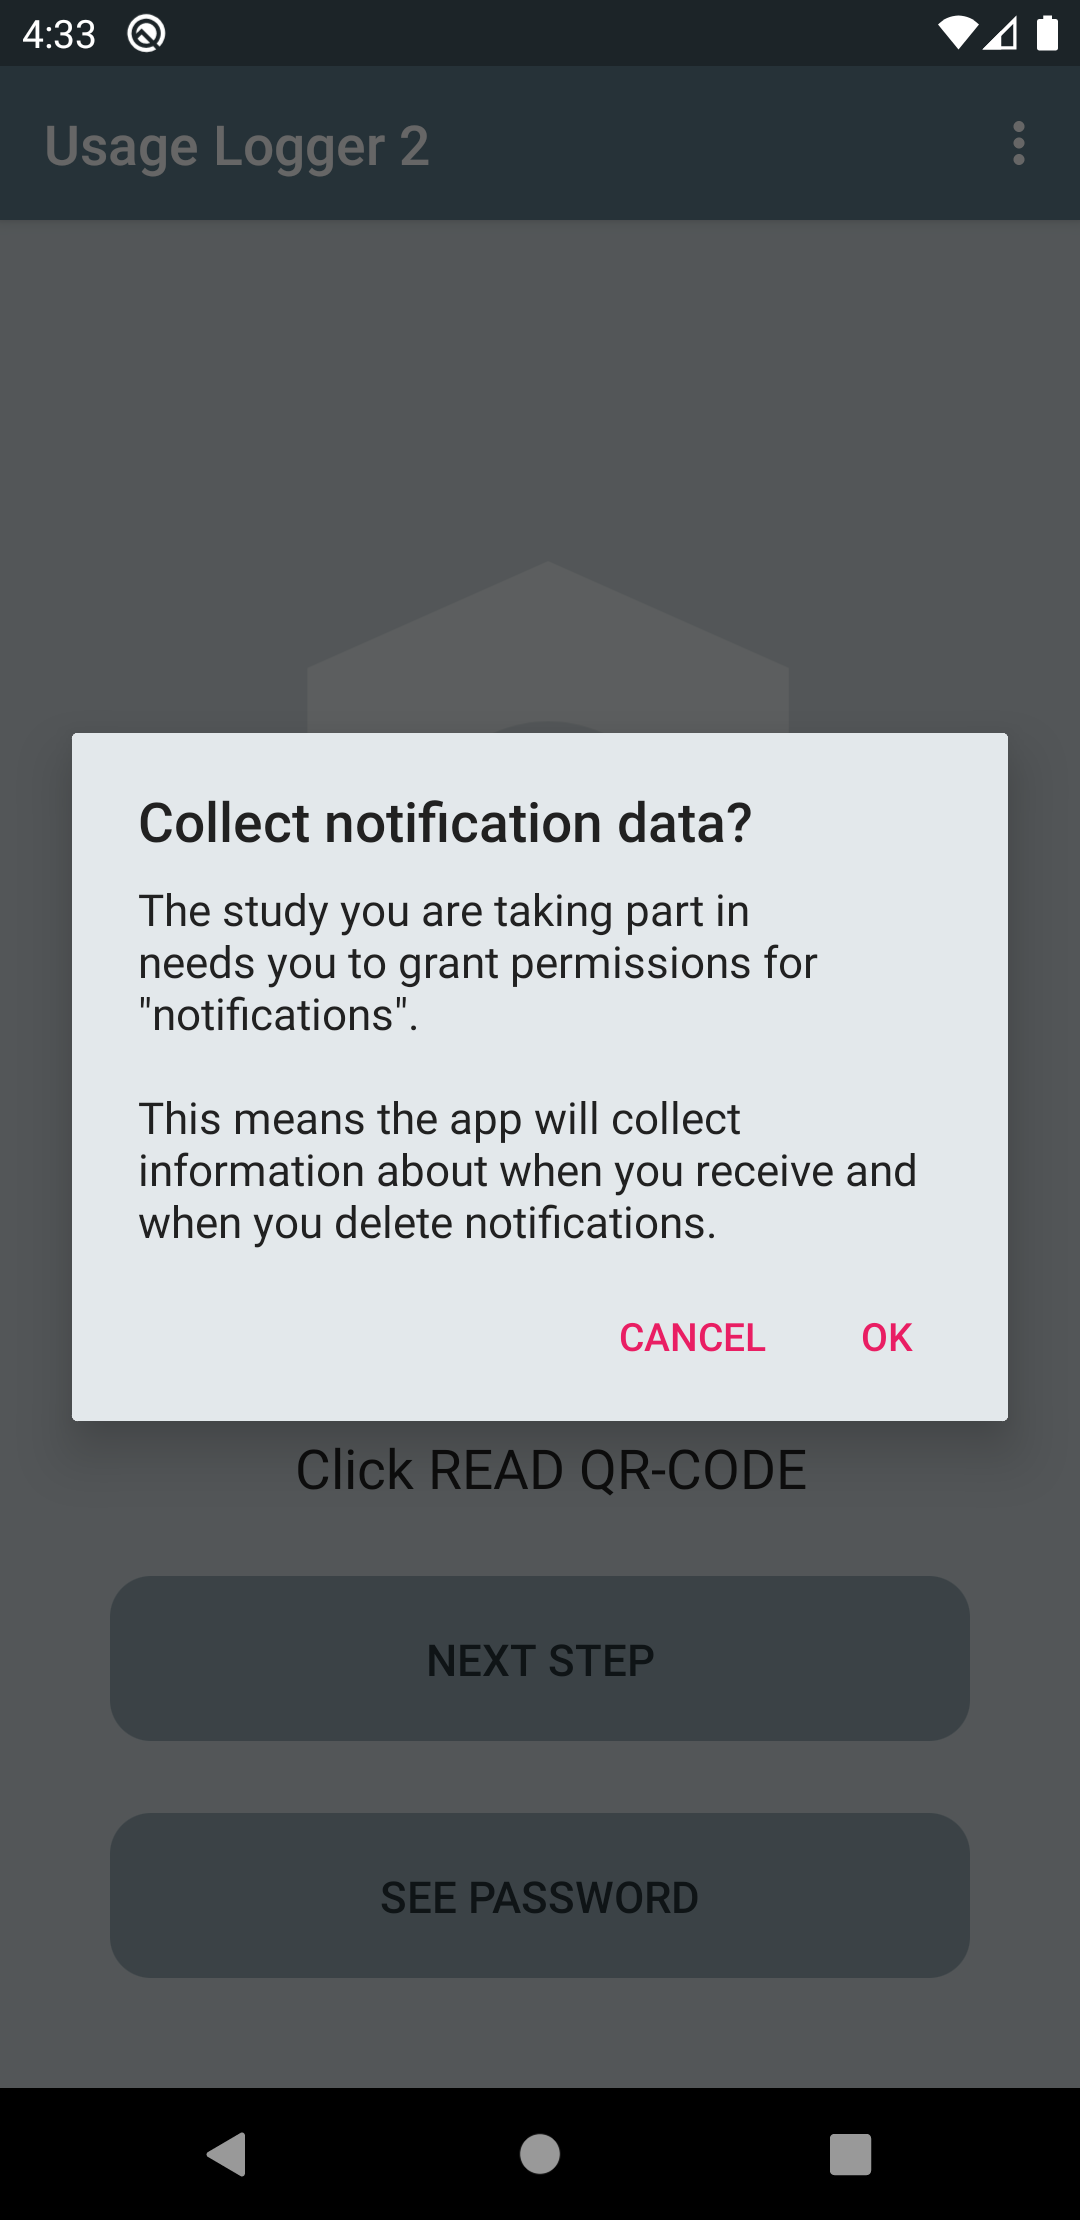 4:33
Usage Logger 2
Collect notification data?
The study you are taking part in
needs you to grant permissions for
"notifications".
This means the app will collect
information about when you receive and
when you delete notifications.
CANCEL OK
Click READ QR-CODE
NEXT STEP
SEE PASSWORD